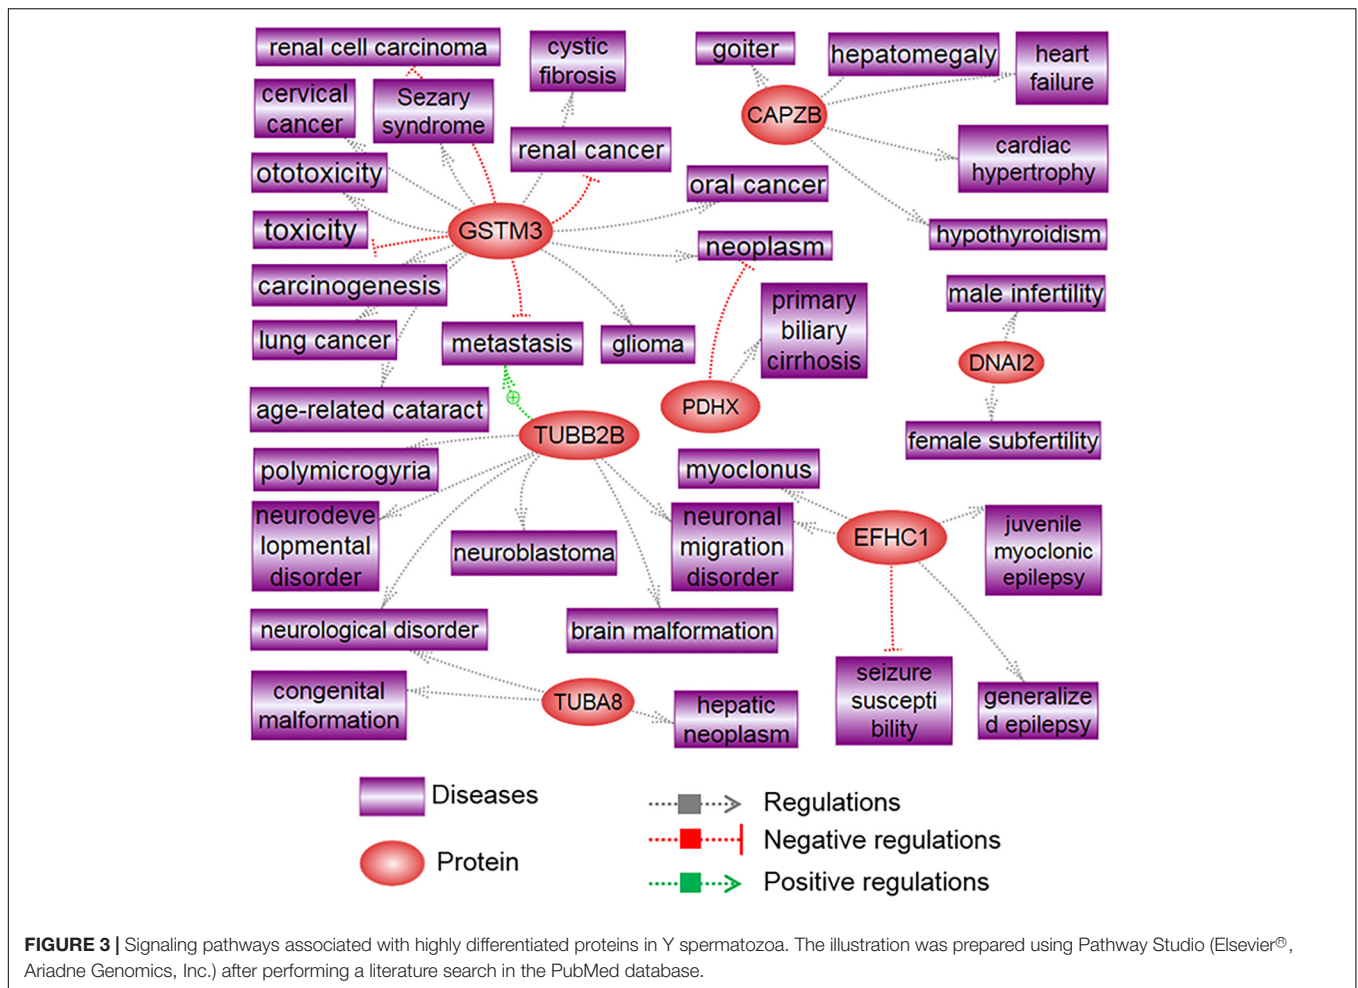 renal cell carcinoma
cystic
fibrosis
goiter
hepatomegaly
heart
failure
cervical
cancer
Sezary
syndrome
CAPZB
renal cancer
cardiac
hypertrophy
ototoxicity
oral cancer
toxicity
GSTM3
neoplasm
hypothyroidism
carcinogenesis
primary
biliary
cirrhosis
male infertility
lung cancer
metastasis
glioma
DNAI2
age-related cataract
PDHX
TUBB2B
female subfertility
polymicrogyria
myoclonus
neurodeve
lopmental
disorder
neuroblastoma
neuronal
migration
disorder
EFHC1
juvenile
myoclonic
epilepsy
neurological disorder
brain malformation
congenital
malformation
TUBA8
hepatic
neoplasm
seizure
suscepti
bility
generalize
d epilepsy
Diseases
Protein
Regulations
Negative regulations
Positive regulations
FIGURE 3 | Signaling pathways associated with highly differentiated proteins in Y spermatozoa. The illustration was prepared using Pathway Studio (Elsevier®,
Ariadne Genomics, Inc.) after performing a literature search in the PubMed database.